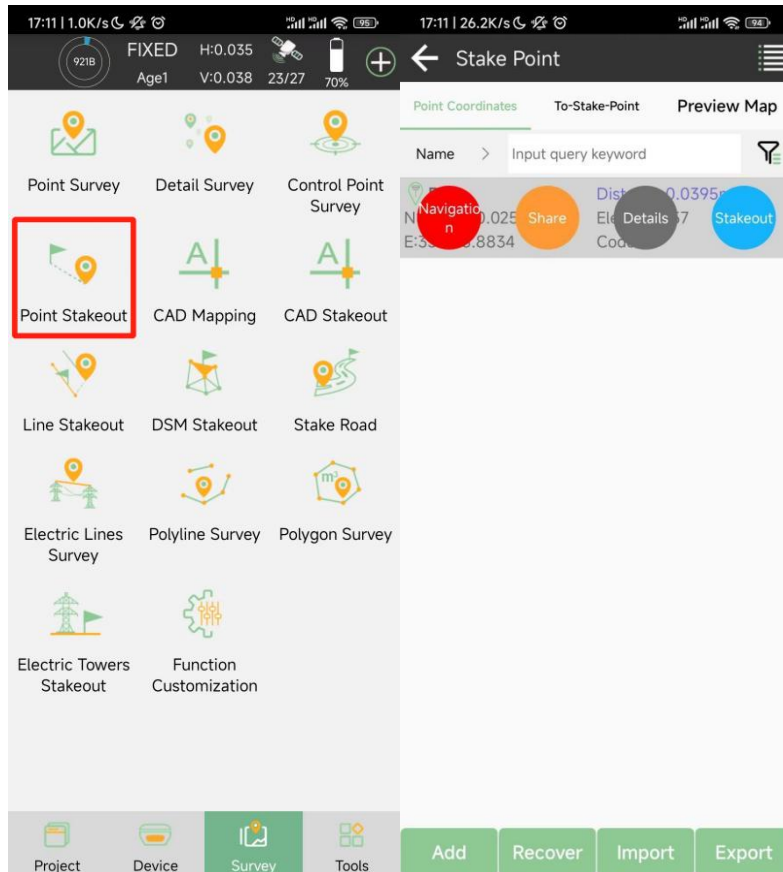 17:11 | 1.0K/s
95
921B
FIXED
H:0.035
Age1
V:0.038
23/27
70%
Point Survey
Detail Survey
Control Point
Survey
Point Stakeout
CAD Mapping
CAD Stakeout
Line Stakeout
DSM Stakeout
Stake Road
Electric Lines
Survey
Polyline Survey
Polygon Survey
Electric Towers
Stakeout
Function
Customization
Project
Device
Survey
Tools
17:11 | 26.2K/s
94
Stake Point
Point Coordinates
To-Stake-Point
Preview Map
Name >
Input query keyword
Navigatio
n
Share
Details
Stakeout
Add
Recover
Import
Export